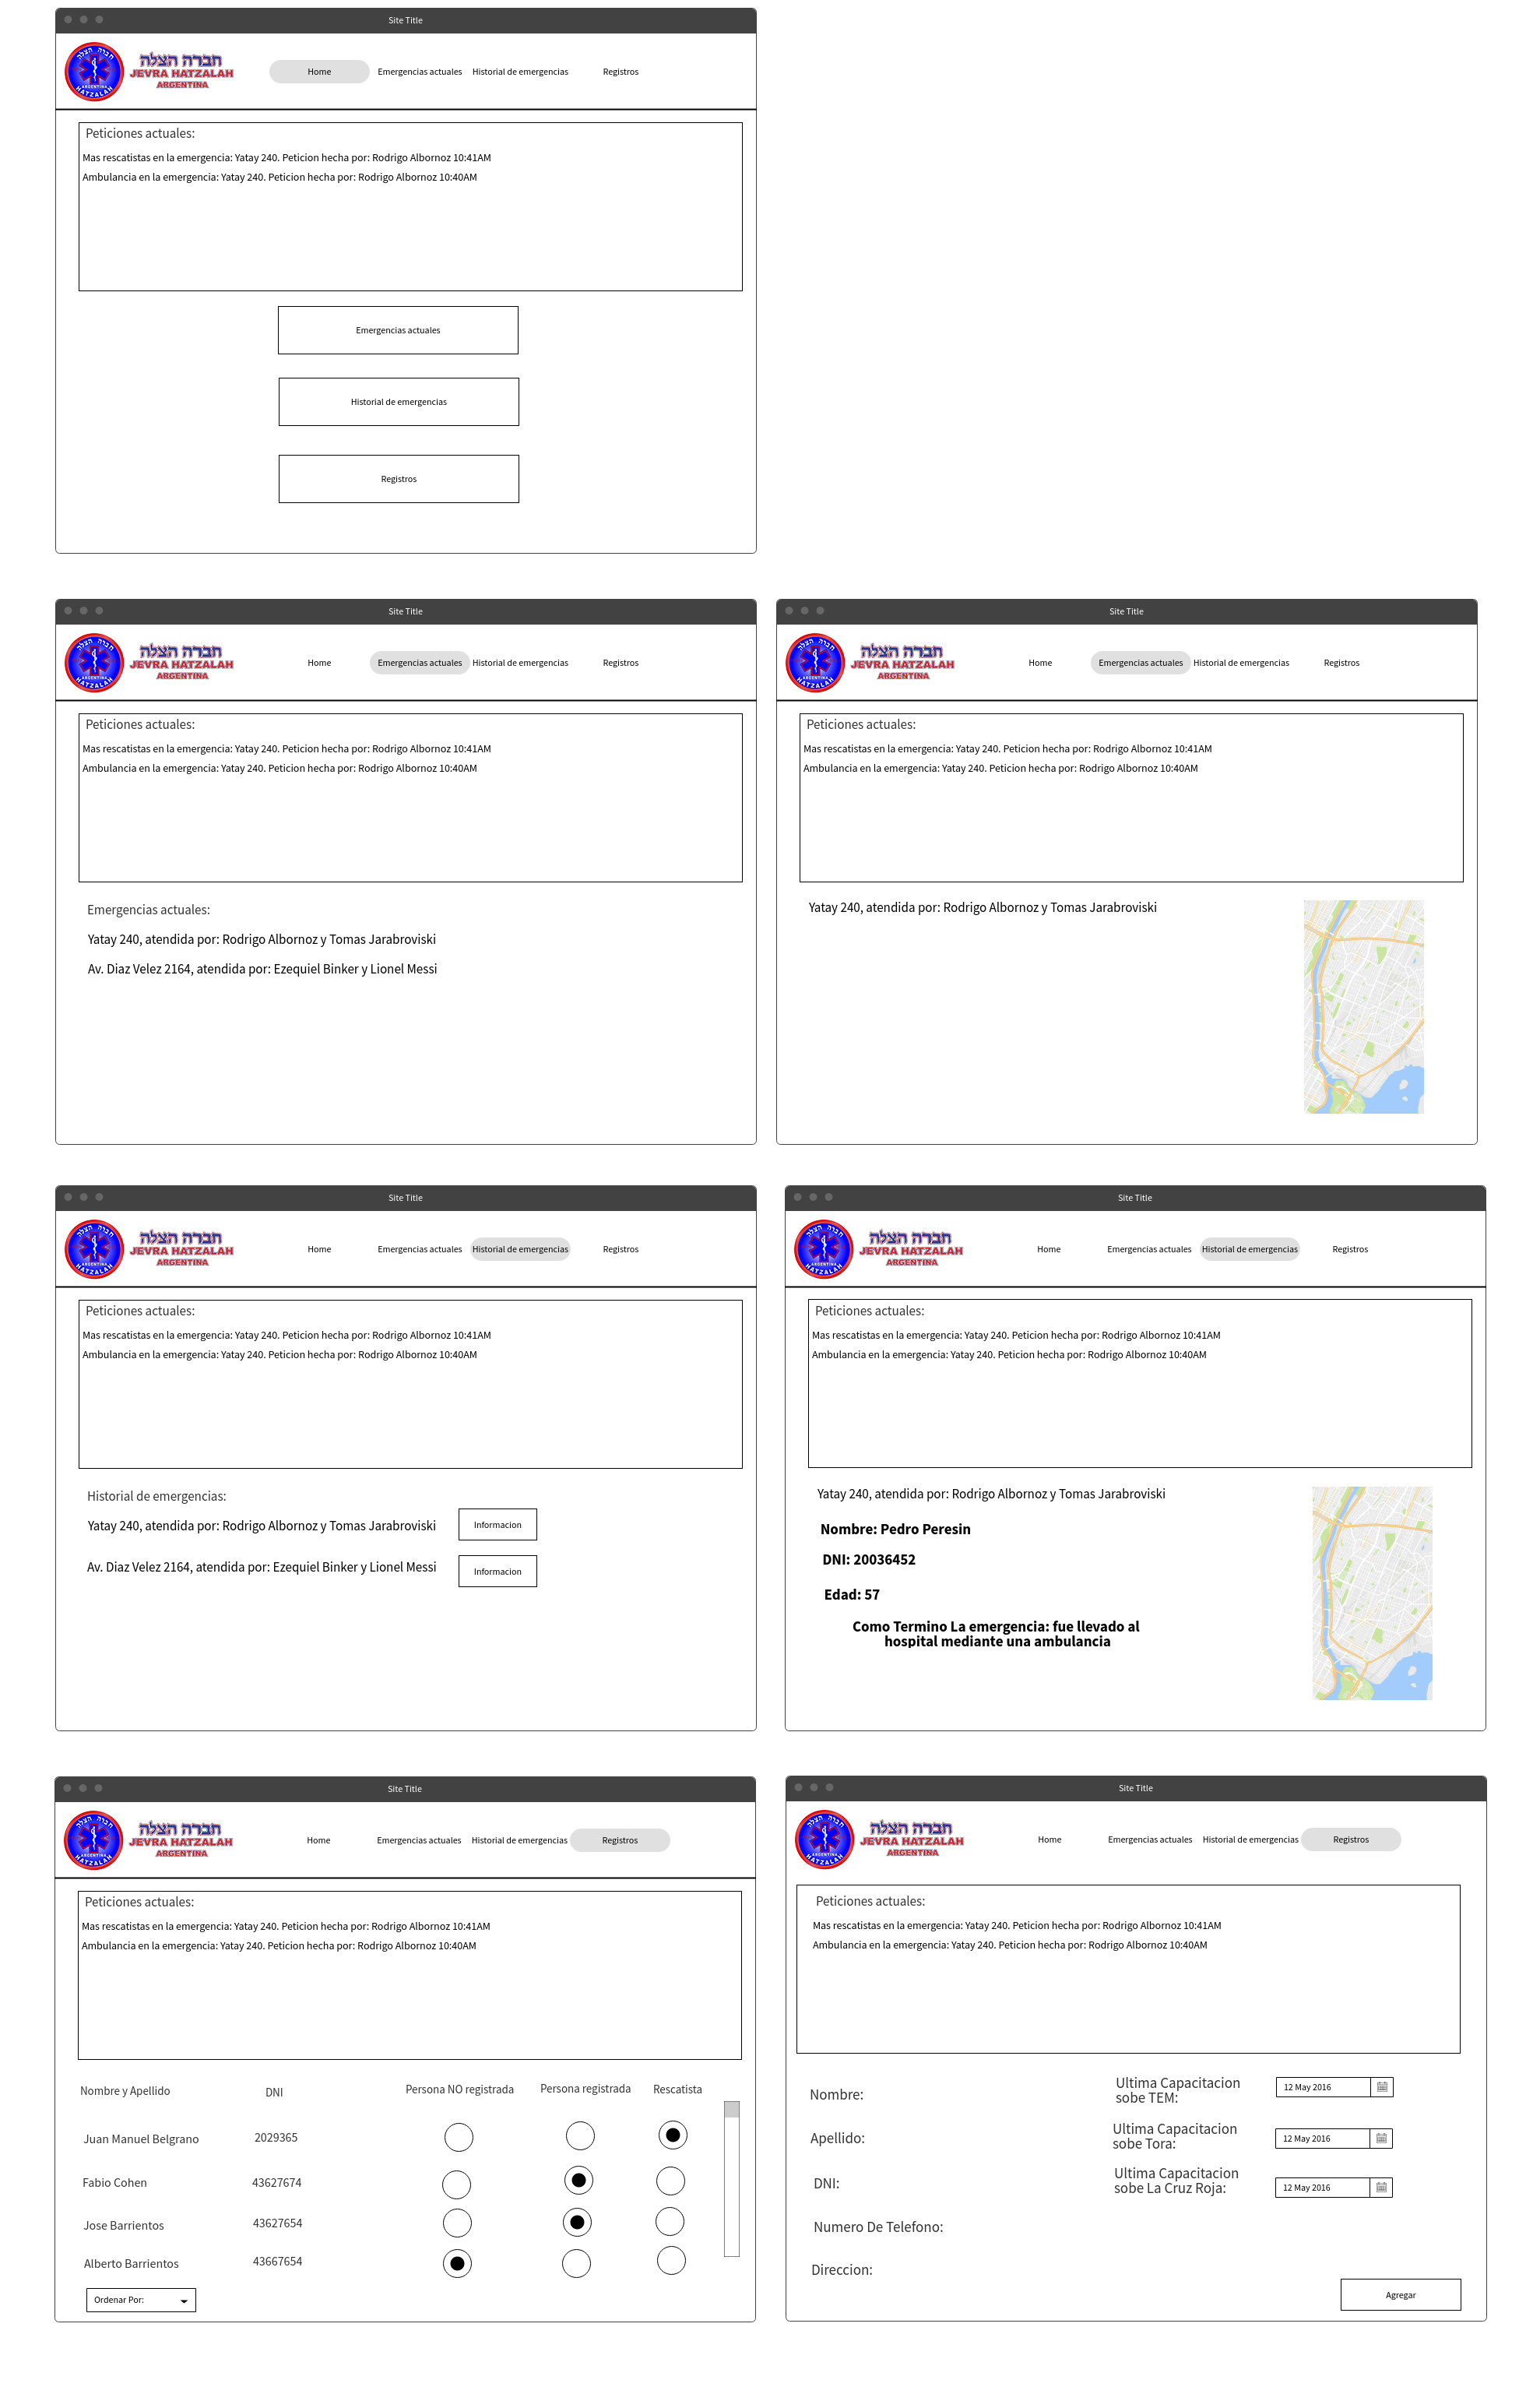 Site Title
חברה הצלה
JEVRA HATZALAH
ARGENTINA
הצלה
ARGENTINA
HATZALAH
Home
Emergencias actuales
Historial de emergencias
Registros
Peticiones actuales:
Mas rescatistas en la emergencia: Yatay 240. Peticion hecha por: Rodrigo Albornoz 10:41AM
Ambulancia en la emergencia: Yatay 240. Peticion hecha por: Rodrigo Albornoz 10:40AM
Emergencias actuales
Historial de emergencias
Registros
Site Title
חברה הצלה
JEVRA HATZALAH
ARGENTINA
הצלה
ARGENTINA
HATZALAH
Home
Emergencias actuales
Historial de emergencias
Registros
Peticiones actuales:
Mas rescatistas en la emergencia: Yatay 240. Peticion hecha por: Rodrigo Albornoz 10:41AM
Ambulancia en la emergencia: Yatay 240. Peticion hecha por: Rodrigo Albornoz 10:40AM
Emergencias actuales:
Yatay 240, atendida por: Rodrigo Albornoz y Tomas Jarabroviski
Av. Diaz Velez 2164, atendida por: Ezequiel Binker y Lionel Messi
Site Title
חברה הצלה
JEVRA HATZALAH
ARGENTINA
הצלה
ARGENTINA
HATZALAH
Home
Emergencias actuales
Historial de emergencias
Registros
Peticiones actuales:
Mas rescatistas en la emergencia: Yatay 240. Peticion hecha por: Rodrigo Albornoz 10:41AM
Ambulancia en la emergencia: Yatay 240. Peticion hecha por: Rodrigo Albornoz 10:40AM
Yatay 240, atendida por: Rodrigo Albornoz y Tomas Jarabroviski
Site Title
חברה הצלה
JEVRA HATZALAH
ARGENTINA
הצלה
ARGENTINA
HATZALAH
Home
Emergencias actuales
Historial de emergencias
Registros
Peticiones actuales:
Mas rescatistas en la emergencia: Yatay 240. Peticion hecha por: Rodrigo Albornoz 10:41AM
Ambulancia en la emergencia: Yatay 240. Peticion hecha por: Rodrigo Albornoz 10:40AM
Historial de emergencias:
Yatay 240, atendida por: Rodrigo Albornoz y Tomas Jarabroviski
Informacion
Av. Diaz Velez 2164, atendida por: Ezequiel Binker y Lionel Messi
Informacion
Site Title
חברה הצלה
JEVRA HATZALAH
ARGENTINA
הצלה
ARGENTINA
HATZALAH
Home
Emergencias actuales
Historial de emergencias
Registros
Peticiones actuales:
Mas rescatistas en la emergencia: Yatay 240. Peticion hecha por: Rodrigo Albornoz 10:41AM
Ambulancia en la emergencia: Yatay 240. Peticion hecha por: Rodrigo Albornoz 10:40AM
Yatay 240, atendida por: Rodrigo Albornoz y Tomas Jarabroviski
Nombre: Pedro Peresin
DNI: 20036452
Edad: 57
Como Termino La emergencia: fue llevado al
hospital mediante una ambulancia
Site Title
חברה הצלה
JEVRA HATZALAH
ARGENTINA
הצלה
ARGENTINA
HATZALAH
Home
Emergencias actuales
Historial de emergencias
Registros
Peticiones actuales:
Mas rescatistas en la emergencia: Yatay 240. Peticion hecha por: Rodrigo Albornoz 10:41AM
Ambulancia en la emergencia: Yatay 240. Peticion hecha por: Rodrigo Albornoz 10:40AM
Nombre y Apellido
DNI
Persona NO registrada
Persona registrada
Rescatista
Juan Manuel Belgrano
2029365
Fabio Cohen
43627674
Jose Barrientos
43627654
Alberto Barrientos
43667654
Ordenar Por:
Site Title
חברה הצלה
JEVRA HATZALAH
ARGENTINA
הצלה
ARGENTINA
HATZALAH
Home
Emergencias actuales
Historial de emergencias
Registros
Peticiones actuales:
Mas rescatistas en la emergencia: Yatay 240. Peticion hecha por: Rodrigo Albornoz 10:41AM
Ambulancia en la emergencia: Yatay 240. Peticion hecha por: Rodrigo Albornoz 10:40AM
Nombre:
Apellido:
DNI:
Numero De Telefono:
Direccion:
Ultima Capacitacion
sobe TEM:
12 May 2016
Ultima Capacitacion
sobe Tora:
12 May 2016
Ultima Capacitacion
sobe La Cruz Roja:
12 May 2016
Agregar